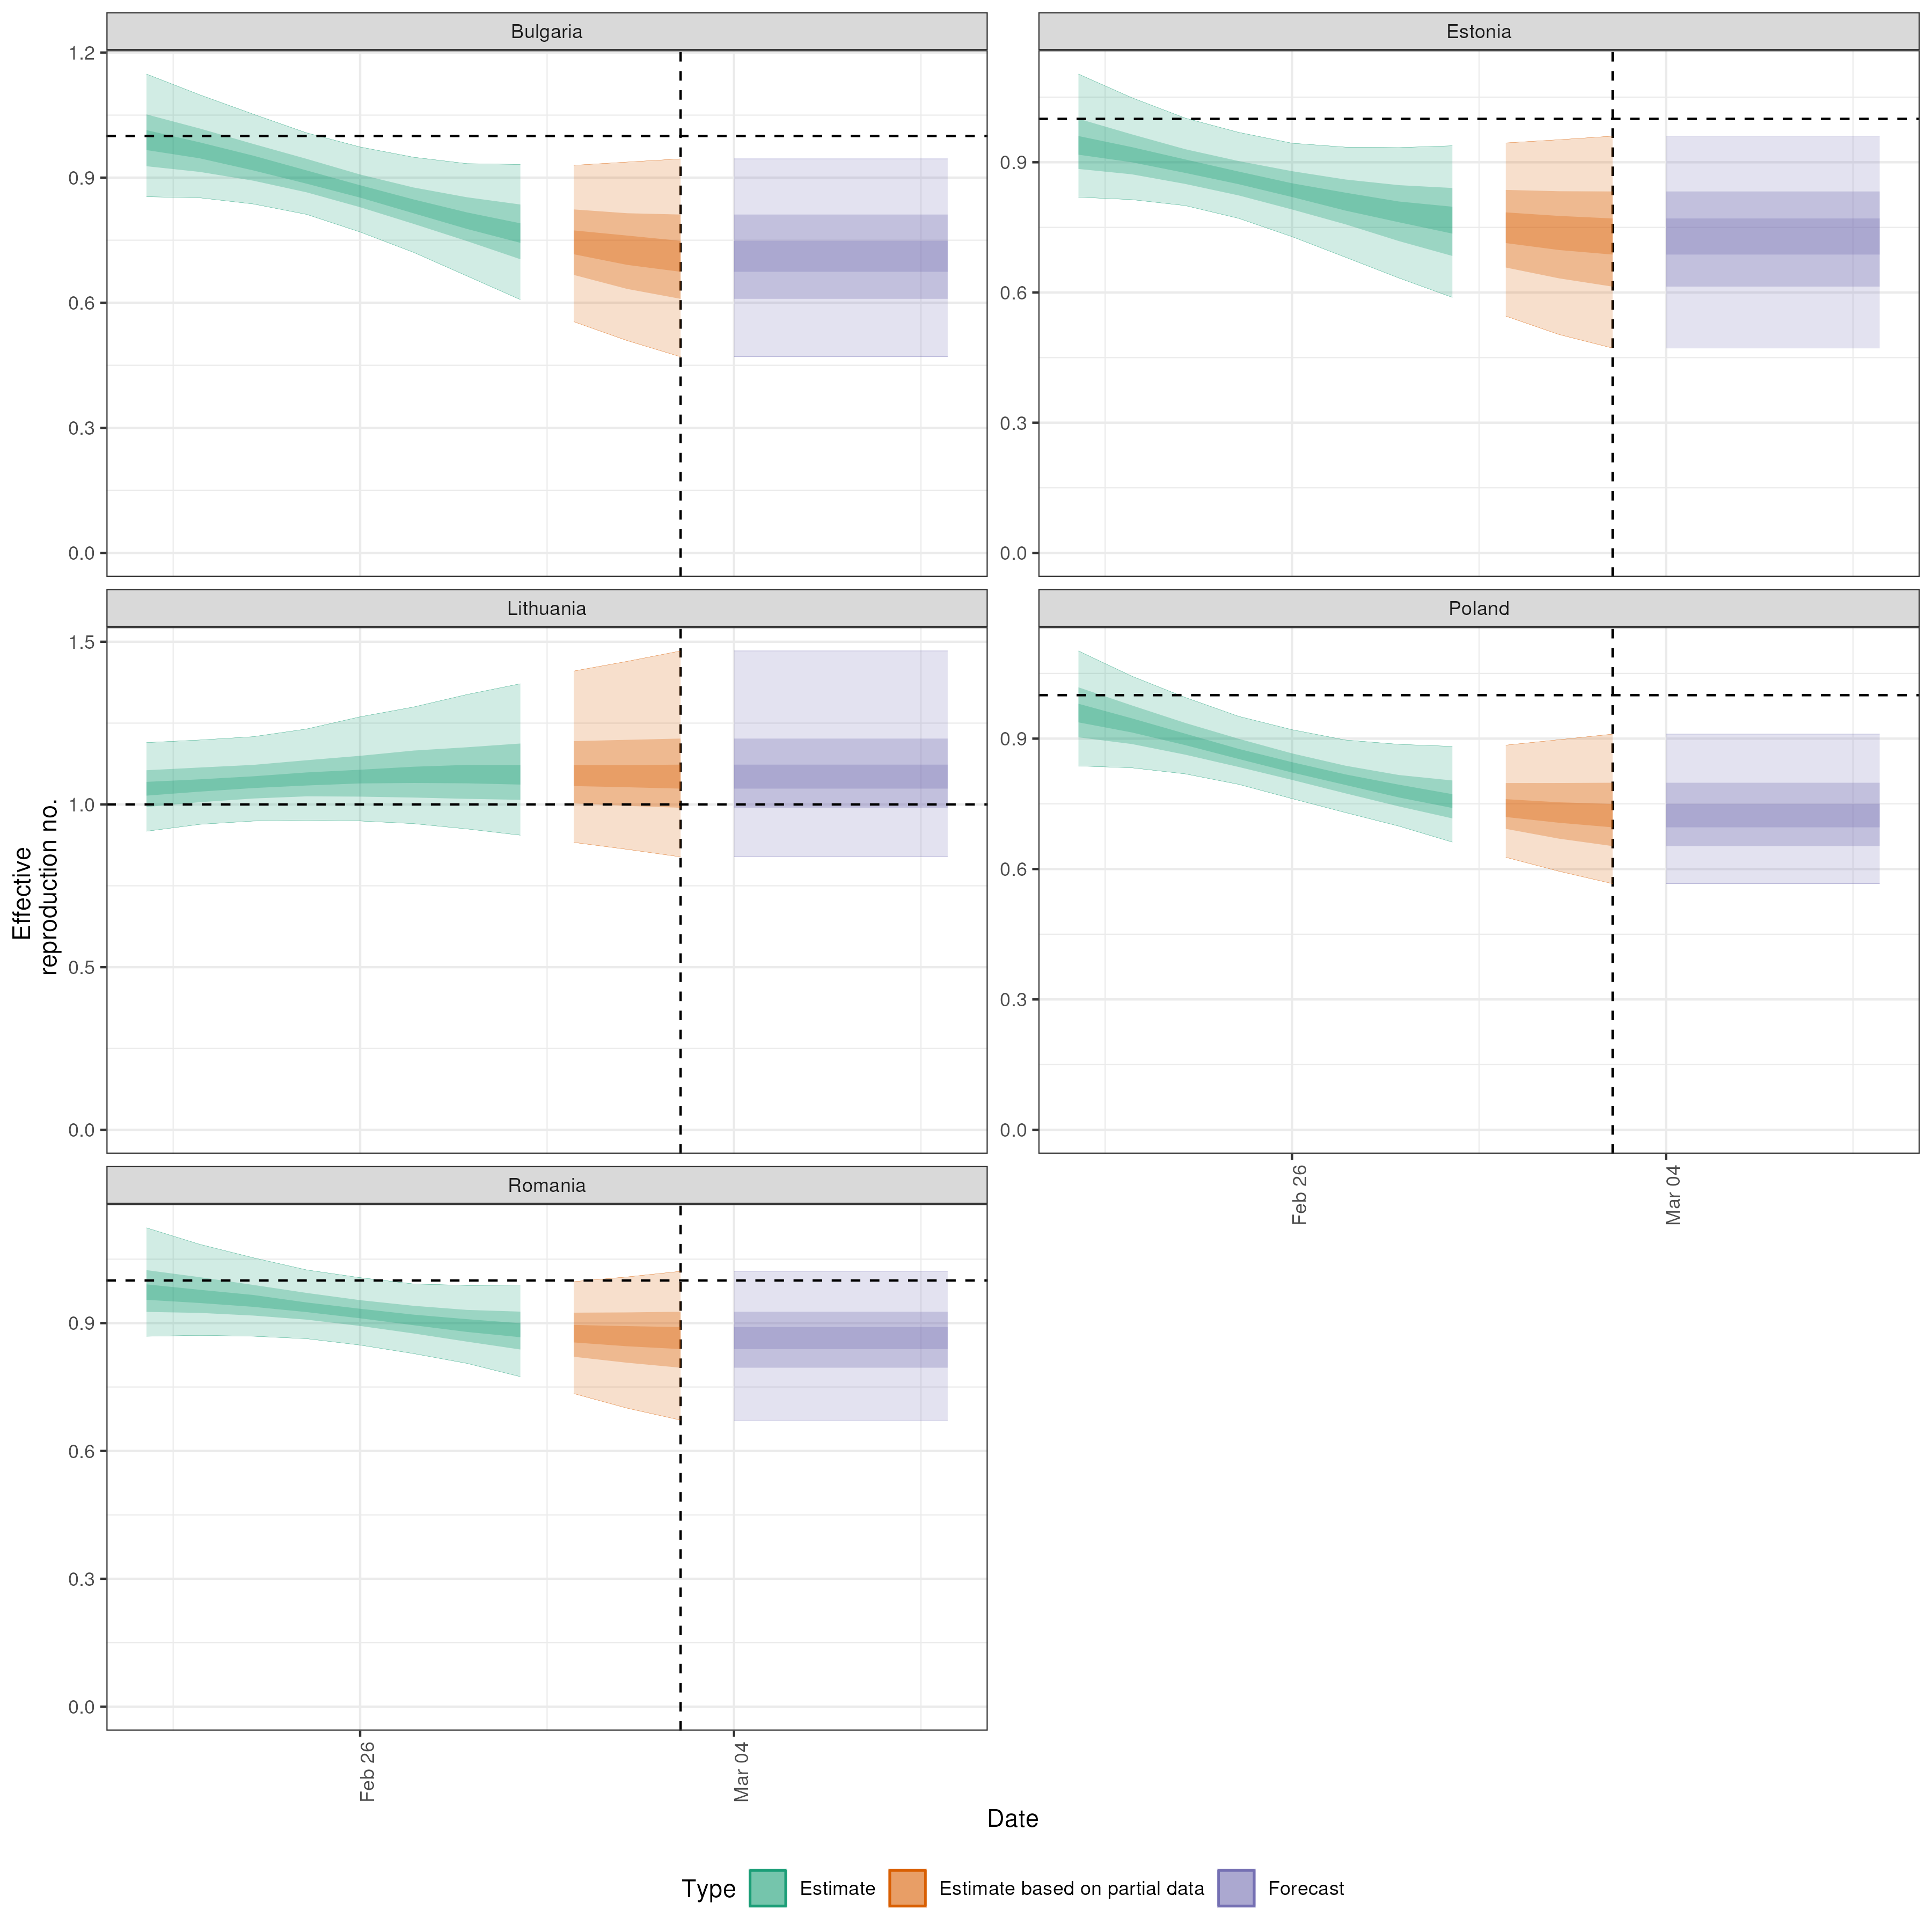 Bulgaria
Estonia
1.2
0.9
0.6
0.3
0.0
0.9
0.6
0.3
0.0
Lithuania
Poland
1.5
1.0
0.5
0.0
0.9
0.6
0.3
0.0
Effective
reproduction no.
Feb 26
Mar 04
Romania
0.9
0.6
0.3
0.0
Feb 26
Mar 04
Date
Type
Estimate
Estimate based on partial data
Forecast